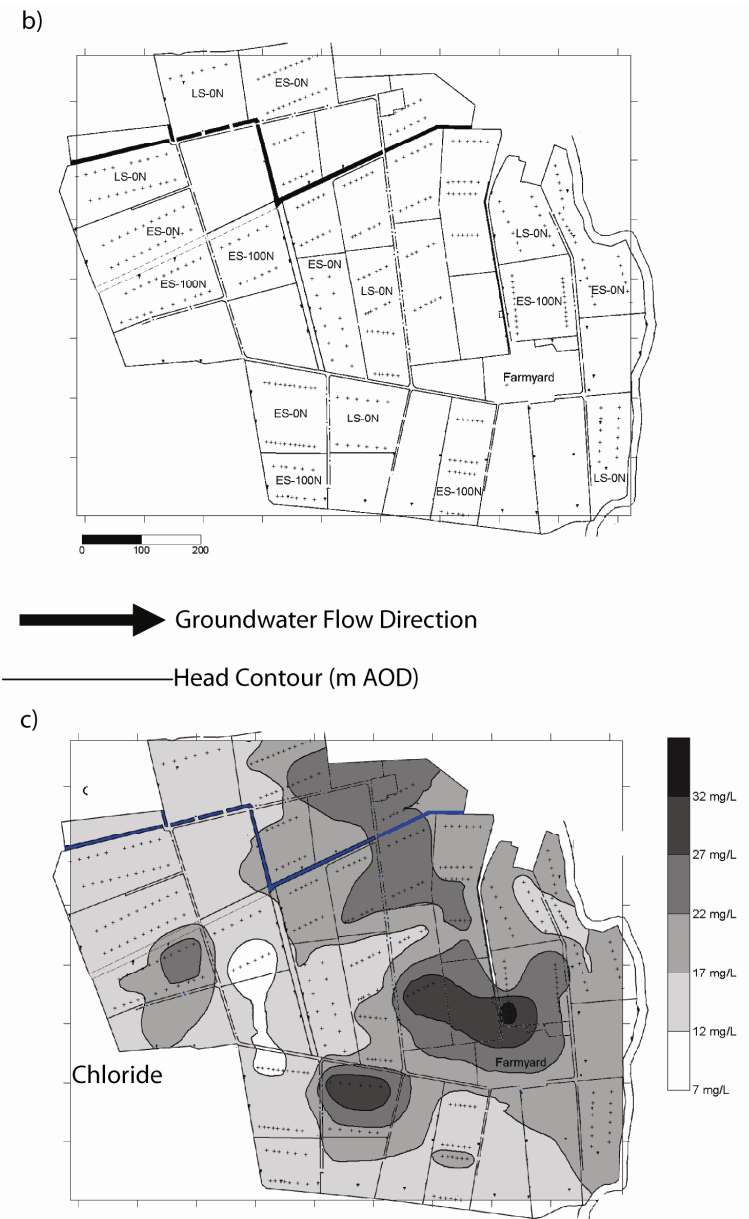 b)
LS-0N
ES-0N
LS-0N
ES-0N
LS-0N
ES-0N
ES-100N
ES-0N
ES-100N
LS-0N
ES-100N
ES-0N
Farmyard
ES-0N
LS-0N
ES-100N
ES-100N
LS-0N
0 100 200
Groundwater Flow Direction
Head Contour (m AOD)
c)
c
32 mg/L
27 mg/L
22 mg/L
17 mg/L
12 mg/L
7 mg/L
Farmyard
Chloride